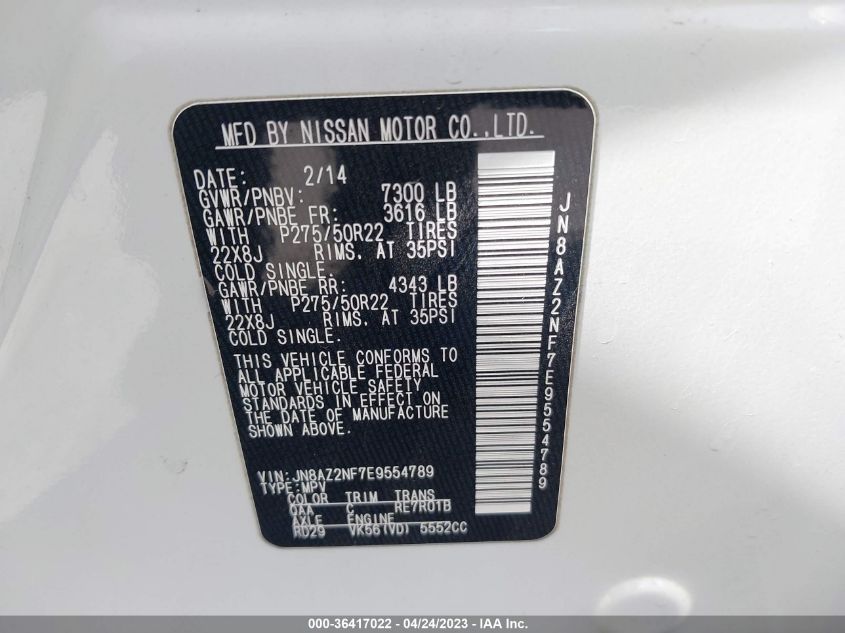 MFD BY NISSAN MOTOR CO.,LTD.
DATE: 2/14
GVWR/PNBV: 7300 LB
GAWR/PNBE FR: 3616 LB
WITH P275/50R22 TIRES
22X8J RIMS. AT 35PSI
COLD SINGLE.
GAWR/PNBE RR: 4343 LB
WITH P275/50R22 TIRES
22X8J RIMS. AT 35PSI
COLD SINGLE.
THIS VEHICLE CONFORMS TO
ALL APPLICABLE FEDERAL
MOTOR VEHICLE SAFETY
STANDARDS IN EFFECT ON
THE DATE OF MANUFACTURE
SHOWN ABOVE.
VIN:JN8AZ2NF7E9554789
TYPE:MPV
COLOR TRIM TRANS
QAA C RE7R01B
AXLE ENGINE
RD29 VK56(VD) 5552CC
JN8AZ2NF7E9554789
000-36417022 - 04/24/2023 - IAA Inc.